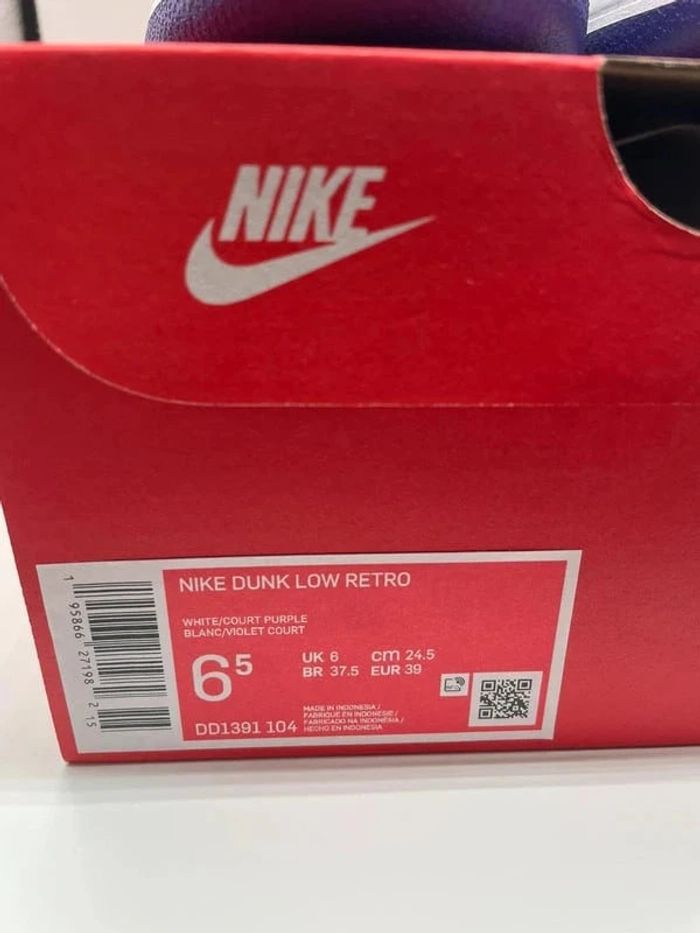 NIKE
NIKE DUNK LOW RETRO
WHITE/COURT PURPLE
BLANC/VIOLET COURT
6⁵
UK 6 cm 24.5
BR 37.5 EUR 39
DD1391 104
MADE IN INDONESIA /
FABRIQUE EN INDONESIE /
FABRICADO NA INDONÉSIA /
HECHO EN INDONESIA
1 95866 27198 2 15